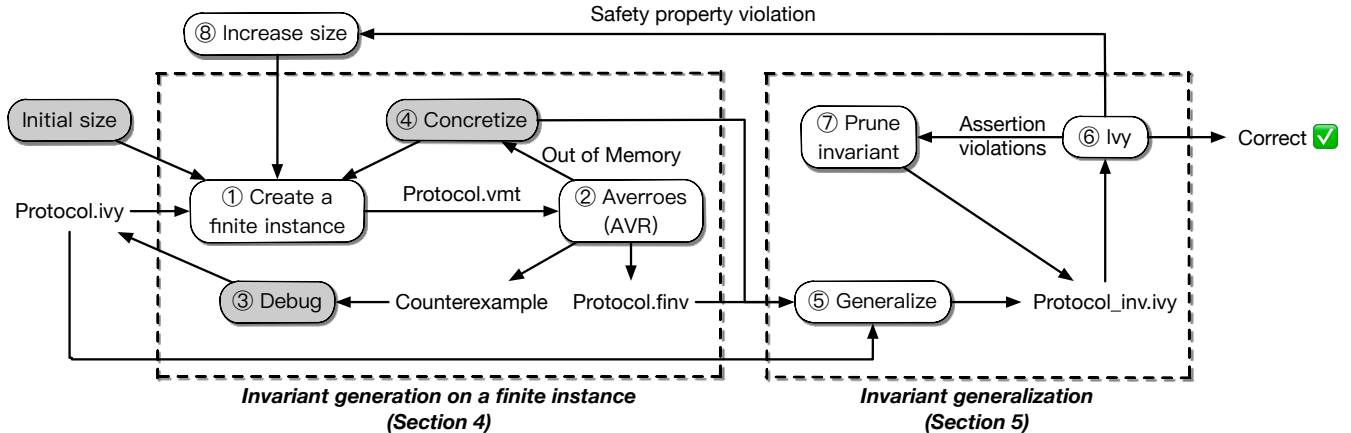 Safety property violation
⑧ Increase size
Initial size
④ Concretize
⑦ Prune
invariant
Assertion
violations
⑥ Ivy
Correct ✅
Out of Memory
① Create a
finite instance
Protocol.vmt
② Averroes
(AVR)
Protocol.ivy
③ Debug
Counterexample
Protocol.finv
⑤ Generalize
Protocol_inv.ivy
Invariant generation on a finite instance
(Section 4)
Invariant generalization
(Section 5)